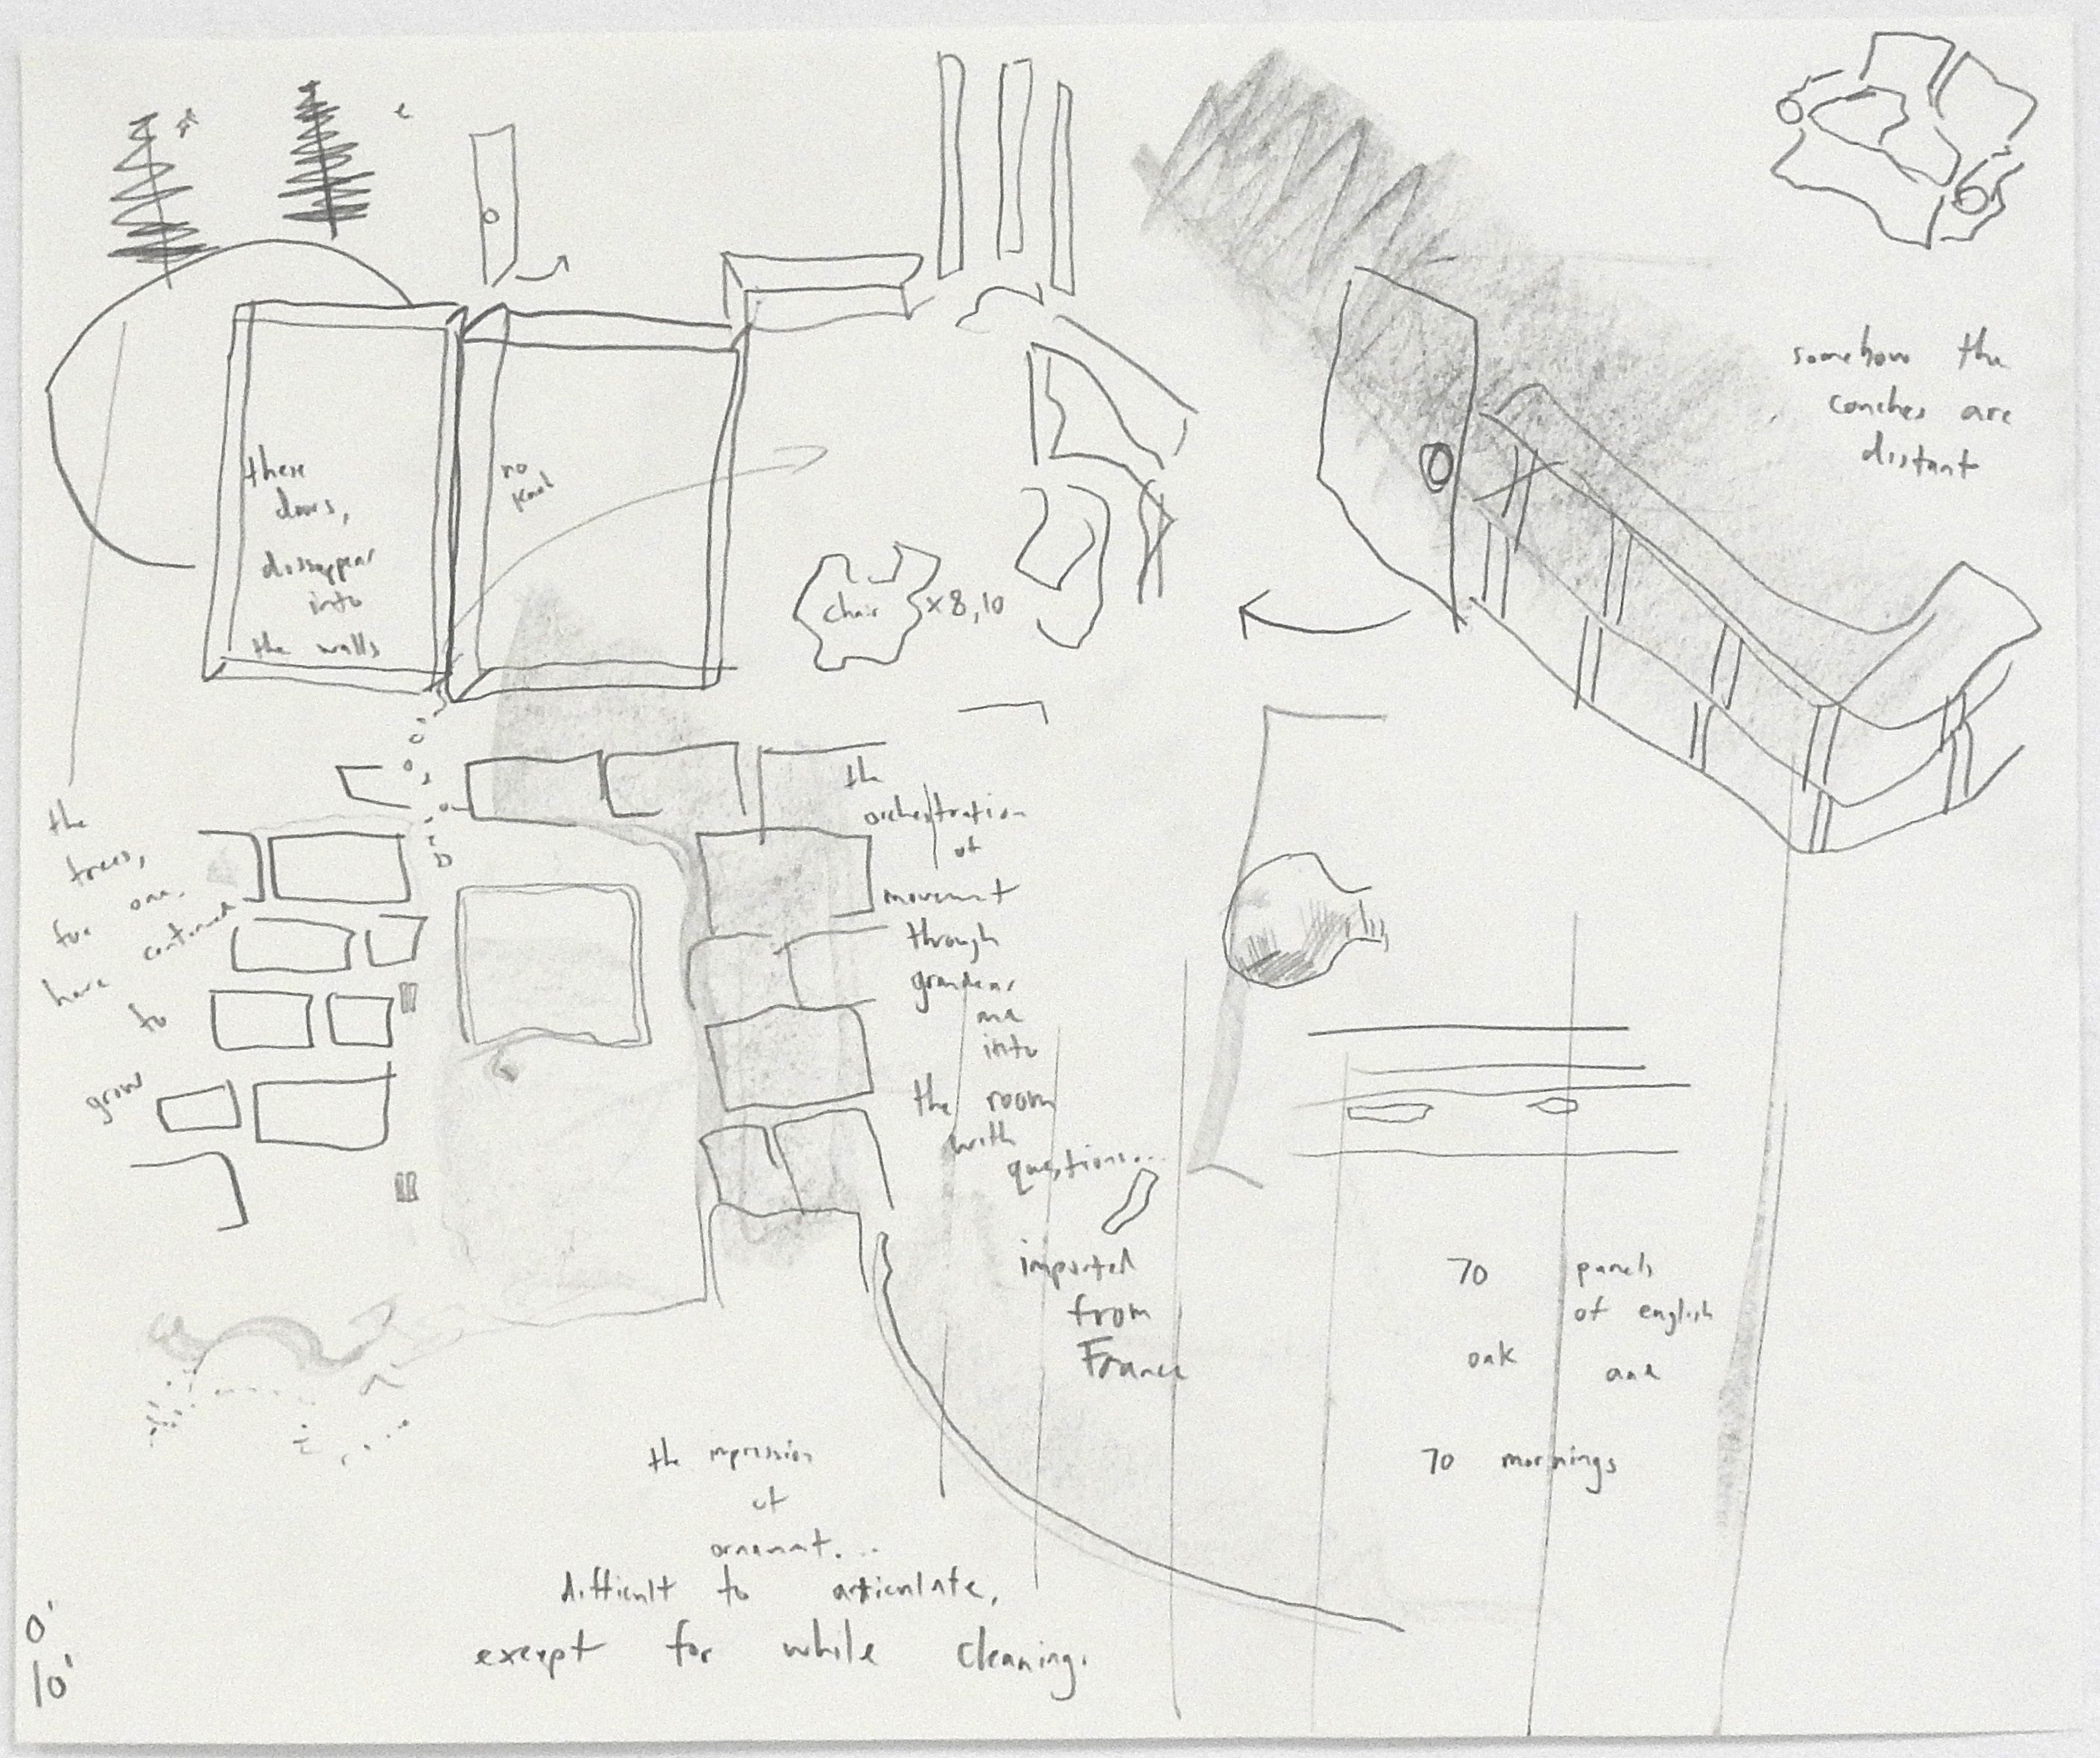 somehow the
couches are
distant
these
doors,
dissappear
into
the walls
no
knob
chair x 8,10
the
trees,
for one.
have continued
to
grow
the
orchestration
of
movement
through
grandeur
and
into
the room
with
questions...
imported
from
France
70 panels
of english
oak and
70 mornings
the impression
of
ornament...
difficult to articulate,
except for while cleaning.
0'
10'